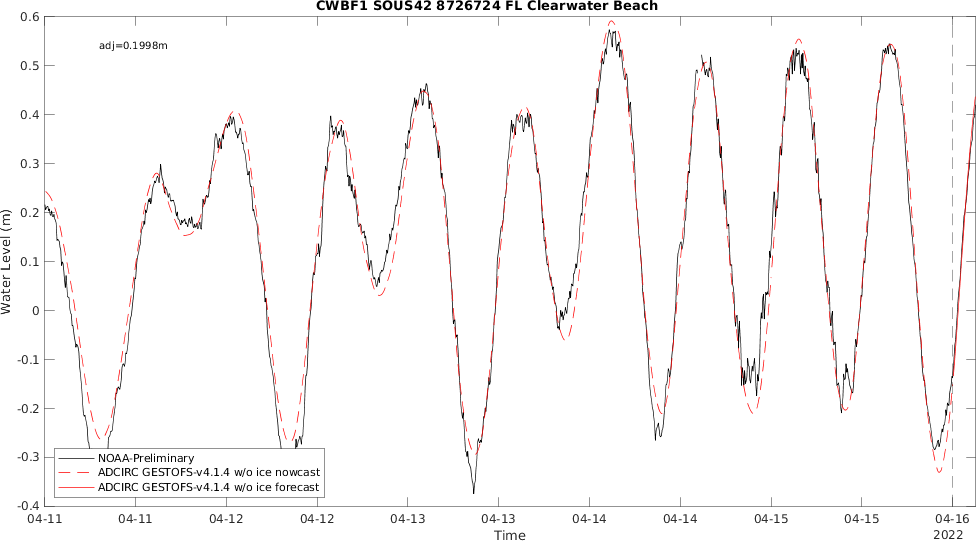 CWBF1 SOUS42 8726724 FL Clearwater Beach
adj=0.1998m
0.6
0.5
0.4
0.3
0.2
0.1
0
-0.1
-0.2
-0.3
-0.4
Water Level (m)
NOAA-Preliminary
ADCIRC GESTOFS-v4.1.4 w/o ice nowcast
ADCIRC GESTOFS-v4.1.4 w/o ice forecast
04-11 04-11 04-12 04-12 04-13 04-13 04-14 04-14 04-15 04-15 04-16
Time
2022